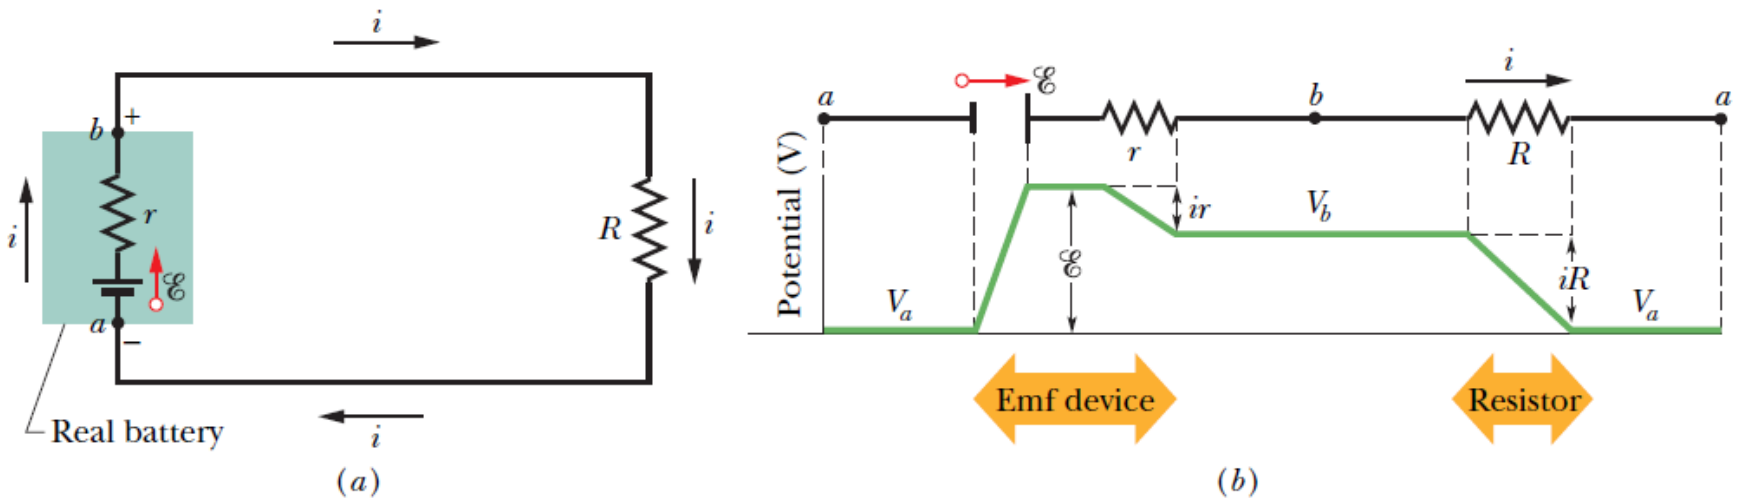 i
b
+
r
i
ℰ
a
−
R
i
Real battery
i
(a)
i
ℰ
a
b
a
r
R
Potential (V)
ir
V_b
ℰ
iR
V_a
V_a
Emf device
Resistor
(b)